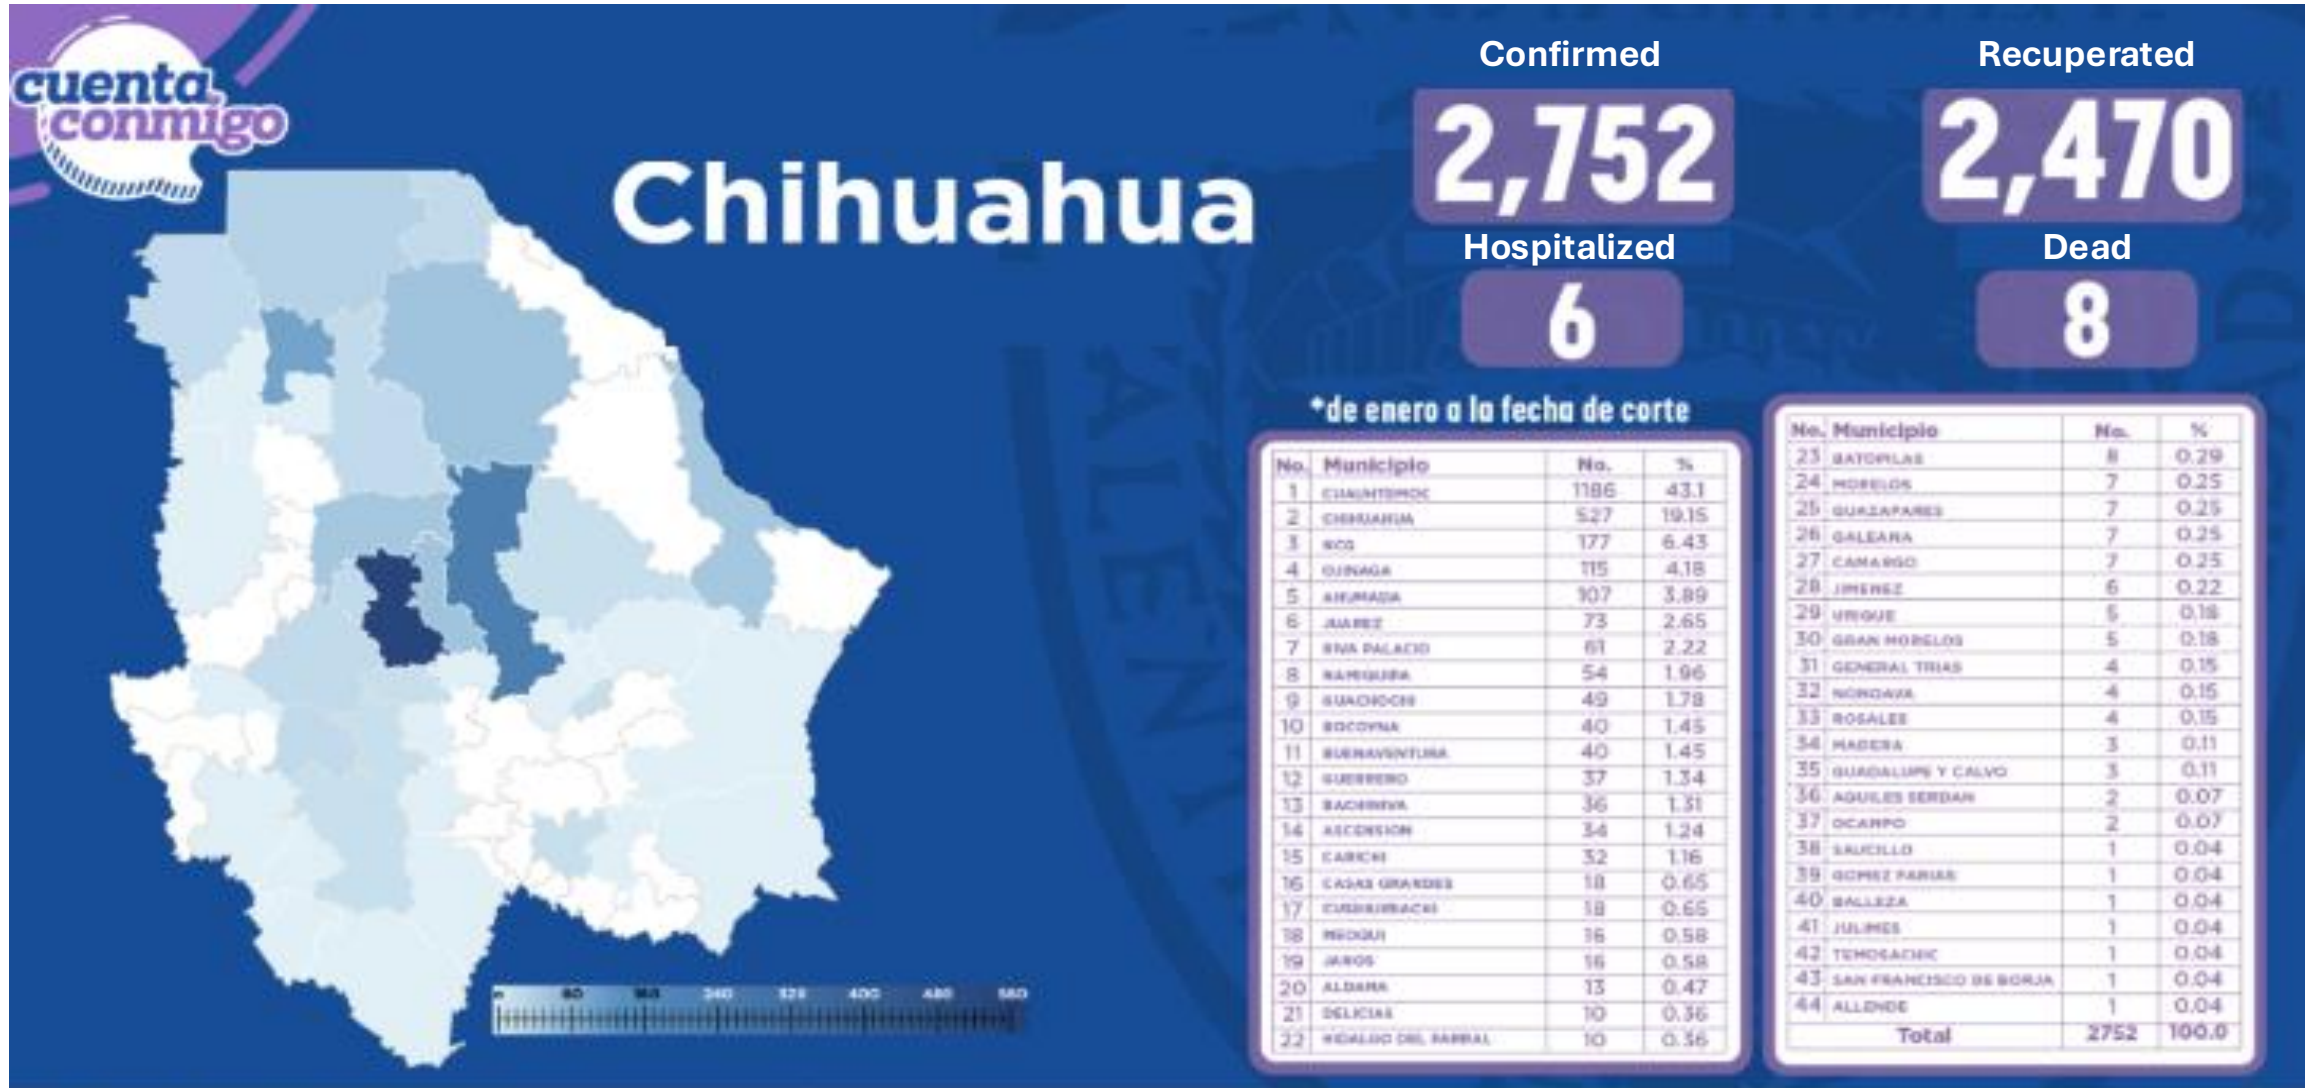 cuenta
conmigo
Chihuahua
Confirmed
2,752
Recuperated
2,470
Hospitalized
6
Dead
8
*de enero a la fecha de corte
No. Municipio No. %
1 CUAUHTEMOC 1186 43.1
2 CHIHUAHUA 527 19.15
3 NCG 177 6.43
4 OJINAGA 115 4.18
5 AHUMADA 107 3.89
6 JUAREZ 73 2.65
7 RIVA PALACIO 61 2.22
8 NAMIQUIPA 54 1.96
9 GUACHOCHI 49 1.78
10 BOCOYNA 40 1.45
11 BUENAVENTURA 40 1.45
12 GUERRERO 37 1.34
13 BACHINIVA 36 1.31
14 ASCENSION 34 1.24
15 CARICHI 32 1.16
16 CASAS GRANDES 18 0.65
17 CUSIHUIRIACHI 18 0.65
18 MEOQUI 16 0.58
19 JANOS 16 0.58
20 ALDAMA 13 0.47
21 DELICIAS 10 0.36
22 HIDALGO DEL PARRAL 10 0.36
No. Municipio No. %
23 BATOPILAS 8 0.29
24 MORELOS 7 0.25
25 GUAZAPARES 7 0.25
26 GALEANA 7 0.25
27 CAMARGO 7 0.25
28 JIMENEZ 6 0.22
29 URIQUE 5 0.18
30 GRAN MORELOS 5 0.18
31 GENERAL TRIAS 4 0.15
32 NONOAVA 4 0.15
33 ROSALES 4 0.15
34 MADERA 3 0.11
35 GUADALUPE Y CALVO 3 0.11
36 AQUILES SERDAN 2 0.07
37 OCAMPO 2 0.07
38 SAUCILLO 1 0.04
39 GOMEZ FARIAS 1 0.04
40 BALLEZA 1 0.04
41 JULIMES 1 0.04
42 TEMOSACHIC 1 0.04
43 SAN FRANCISCO DE BORJA 1 0.04
44 ALLENDE 1 0.04
Total 2752 100.0
0 80 160 240 320 400 480 560